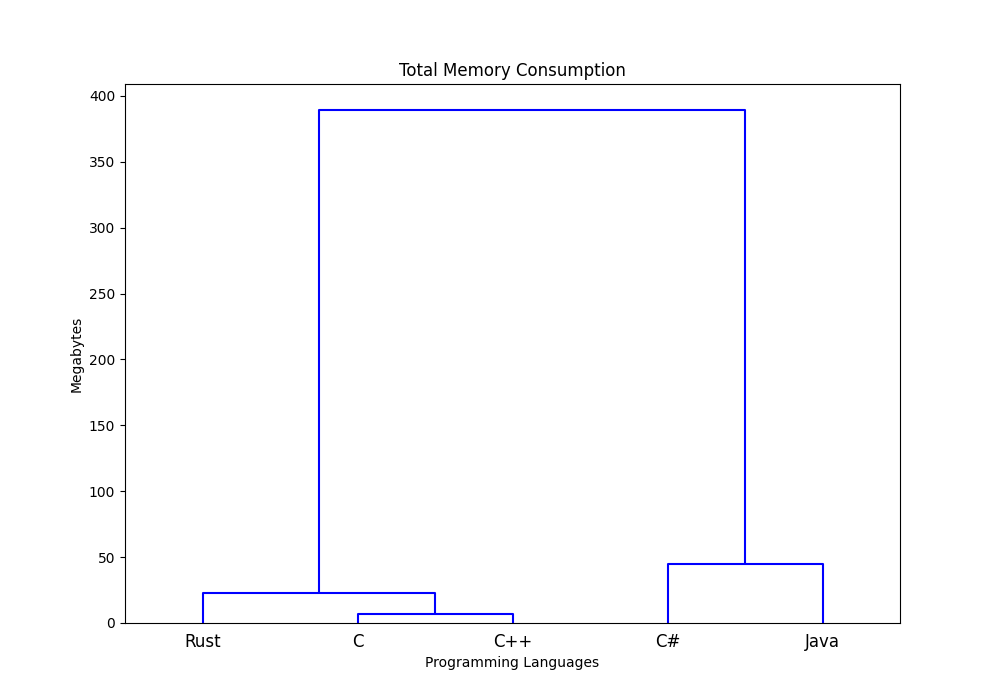 Total Memory Consumption
Megabytes
400
350
300
250
200
150
100
50
0
Rust C C++ C# Java
Programming Languages